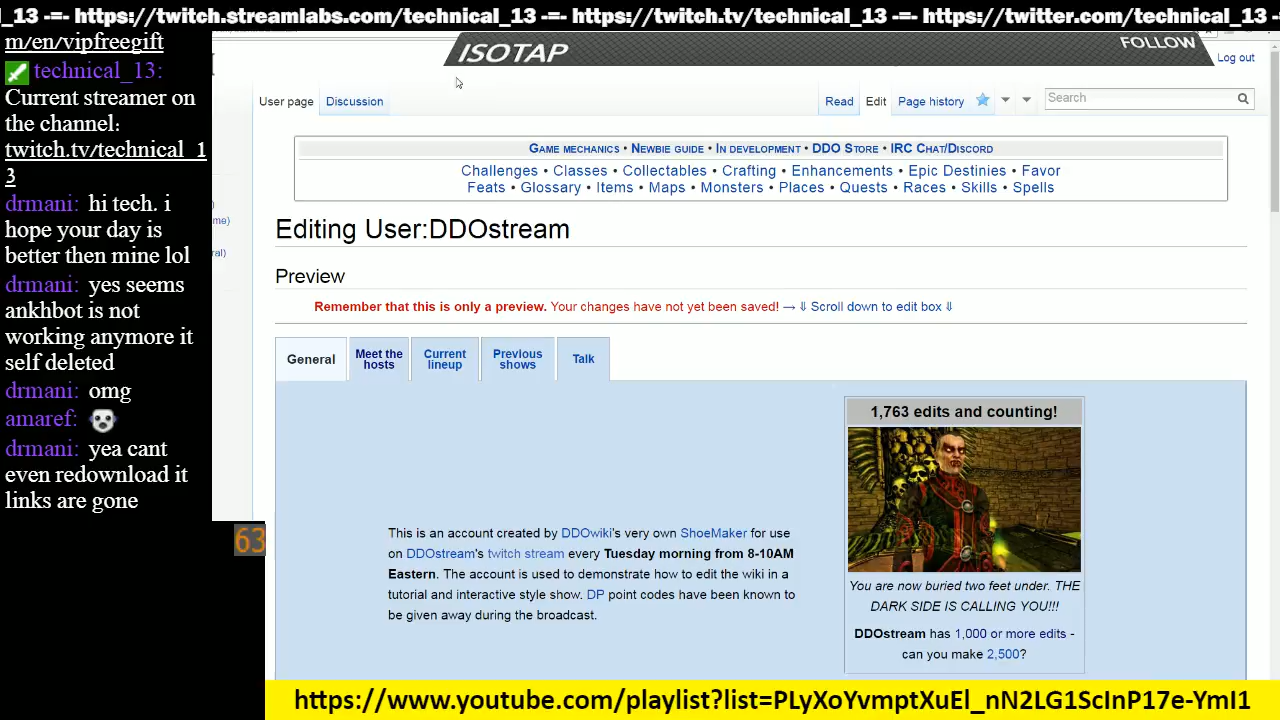 _13 -=- https://twitch.streamlabs.com/technical_13 -=- https://twitch.tv/technical_13 -=- https://twitter.com/technical_13 -=-
m/en/vipfreegift
technical_13:
Current streamer on
the channel:
twitch.tv/technical_1
3
drmani: hi tech. i
hope your day is
better then mine lol
drmani: yes seems
ankhbot is not
working anymore it
self deleted
drmani: omg
amaref:
drmani: yea cant
even redownload it
links are gone
63
ISOTAP
FOLLOW
Log out
User page
Discussion
Read
Edit
Page history
Search
me)
ral)
Game mechanics • Newbie guide • In development • DDO Store • IRC Chat/Discord
Challenges • Classes • Collectables • Crafting • Enhancements • Epic Destinies • Favor
Feats • Glossary • Items • Maps • Monsters • Places • Quests • Races • Skills • Spells
Editing User:DDOstream
Preview
Remember that this is only a preview. Your changes have not yet been saved! → ⇓ Scroll down to edit box ⇓
General
Meet the
hosts
Current
lineup
Previous
shows
Talk
This is an account created by DDOwiki's very own ShoeMaker for use
on DDOstream's twitch stream every Tuesday morning from 8-10AM
Eastern. The account is used to demonstrate how to edit the wiki in a
tutorial and interactive style show. DP point codes have been known to
be given away during the broadcast.
1,763 edits and counting!
You are now buried two feet under. THE
DARK SIDE IS CALLING YOU!!!
DDOstream has 1,000 or more edits -
can you make 2,500?
https://www.youtube.com/playlist?list=PLyXoYvmptXuEl_nN2LG1ScInP17e-YmI1